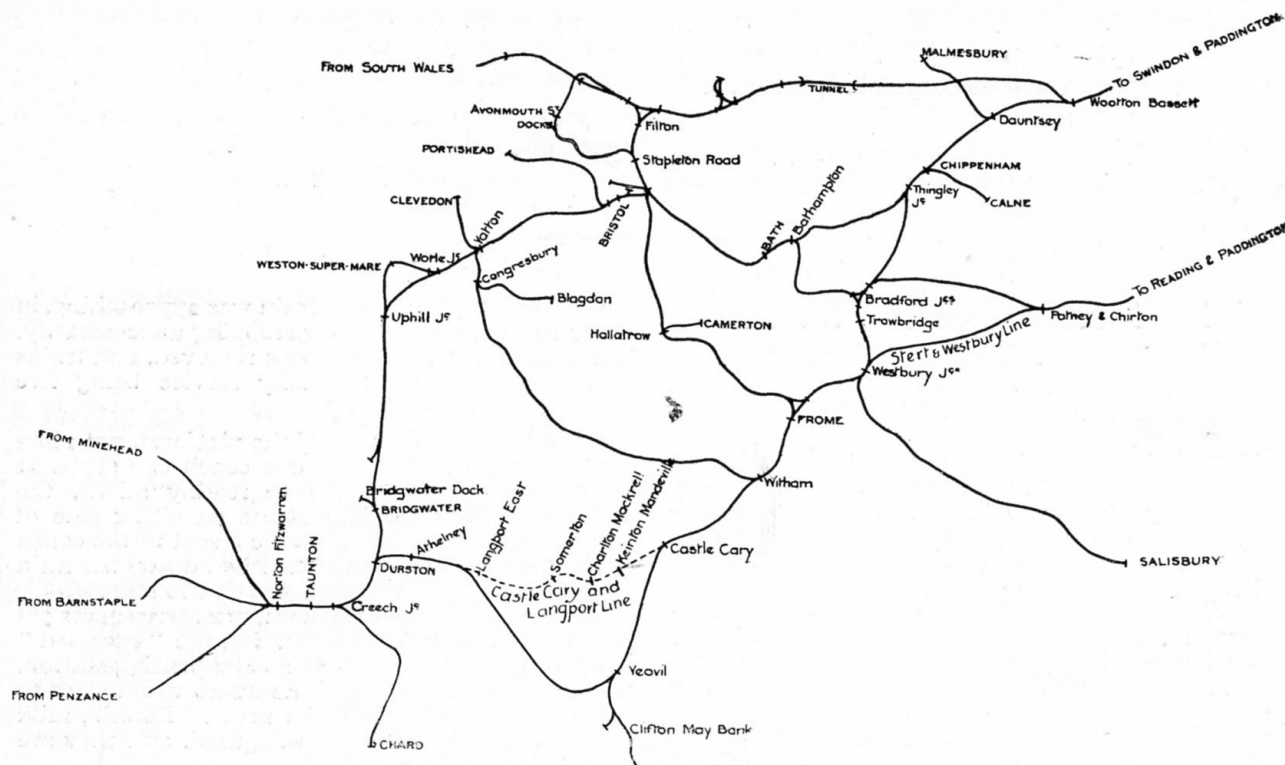 FROM SOUTH WALES
MALMESBURY
TO SWINDON & PADDINGTON
TUNNEL
Wootton Bassett
AVONMOUTH ST
DOCKS
Filton
Dauntsey
PORTISHEAD
Stapleton Road
CHIPPENHAM
Thingley
Jc
CALNE
CLEVEDON
Yatton
BRISTOL
BATH
Bathampton
WESTON-SUPER-MARE
Worle Jc
Congresbury
TO READING & PADDINGTON
Blagdon
Bradford Jcs
Patney & Chirton
Uphill Jc
Hallatrow
CAMERTON
Trowbridge
Stert & Westbury Line
Westbury Jcn
FROME
FROM MINEHEAD
Witham
Bridgwater Dock
BRIDGWATER
Langport East
Somerton
Charlton Mackrell
Keinton Mandeville
Athelney
Castle Cary
DURSTON
SALISBURY
Norton Fitzwarren
TAUNTON
Castle Cary and
Langport Line
FROM BARNSTAPLE
Creech Jc
Yeovil
FROM PENZANCE
Clifton May Bank
CHARD